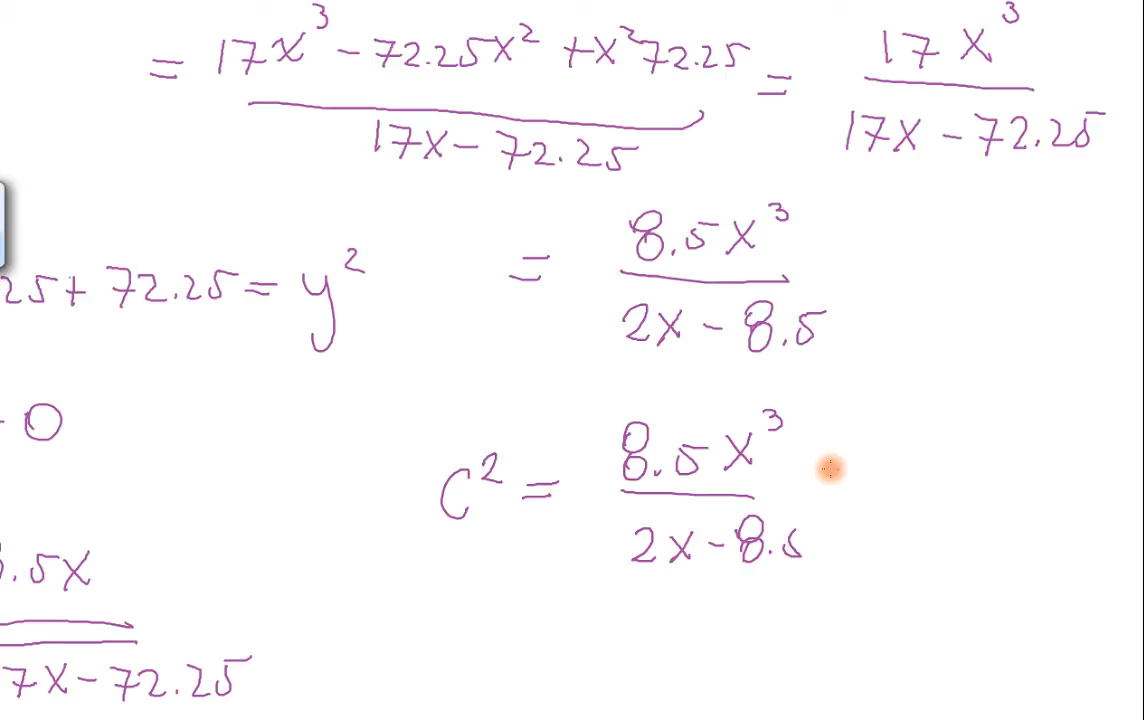 = 17x³ - 72.25x² + x²72.25 / 17x - 72.25 = 17x³ / 17x - 72.25
= 8.5x³ / 2x - 8.5
25 + 72.25 = y²
- 0
C² = 8.5x³ / 2x - 8.5
.5x
7x - 72.25